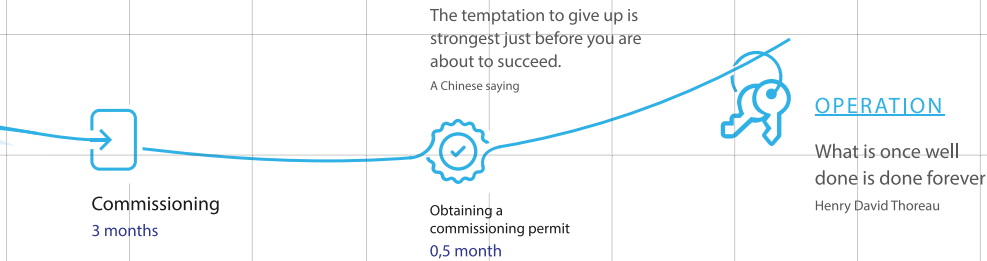 The temptation to give up is
strongest just before you are
about to succeed.
A Chinese saying
Commissioning
3 months
Obtaining a
commissioning permit
0,5 month
OPERATION
What is once well
done is done forever
Henry David Thoreau